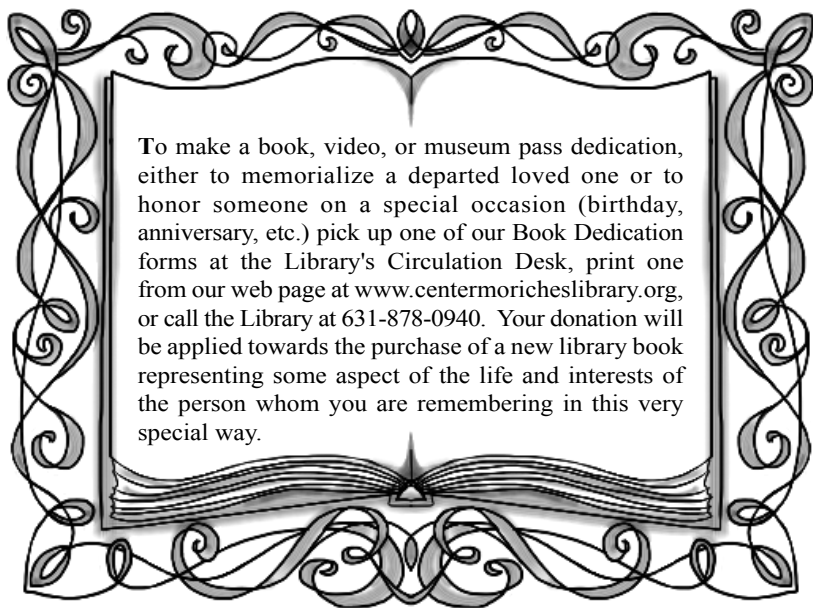 To make a book, video, or museum pass dedication,
either to memorialize a departed loved one or to
honor someone on a special occasion (birthday,
anniversary, etc.) pick up one of our Book Dedication
forms at the Library's Circulation Desk, print one
from our web page at www.centermoricheslibrary.org,
or call the Library at 631-878-0940. Your donation will
be applied towards the purchase of a new library book
representing some aspect of the life and interests of
the person whom you are remembering in this very
special way.